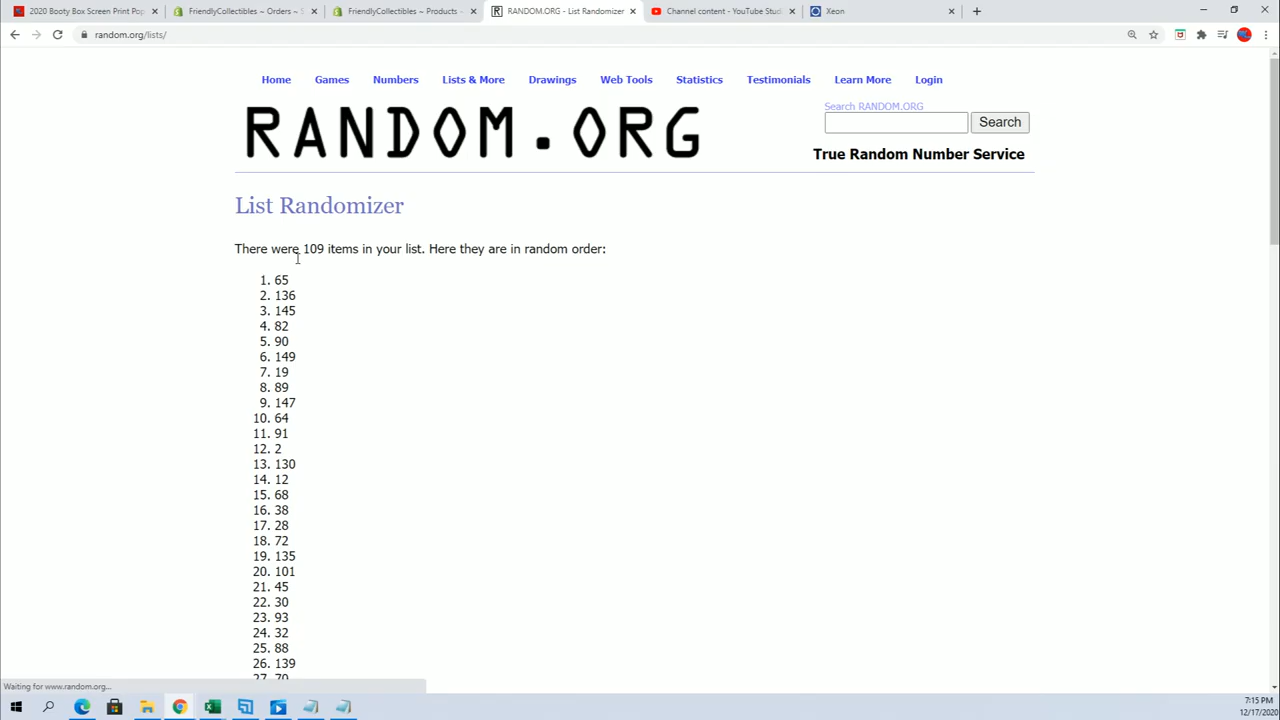 2020 Booty Box Screen Print Pop
FriendlyCollectibles ~ Orders ~ S
FriendlyCollectibles ~ Products ~
RANDOM.ORG - List Randomizer
Channel content - YouTube Studi
Xeon
random.org/lists/
Home Games Numbers Lists & More Drawings Web Tools Statistics Testimonials Learn More Login
RANDOM.ORG
Search RANDOM.ORG
Search
True Random Number Service
List Randomizer
There were 109 items in your list. Here they are in random order:
1. 65
2. 136
3. 145
4. 82
5. 90
6. 149
7. 19
8. 89
9. 147
10. 64
11. 91
12. 2
13. 130
14. 12
15. 68
16. 38
17. 28
18. 72
19. 135
20. 101
21. 45
22. 30
23. 93
24. 32
25. 88
26. 139
27. 70
Waiting for www.random.org...
7:15 PM
12/17/2020